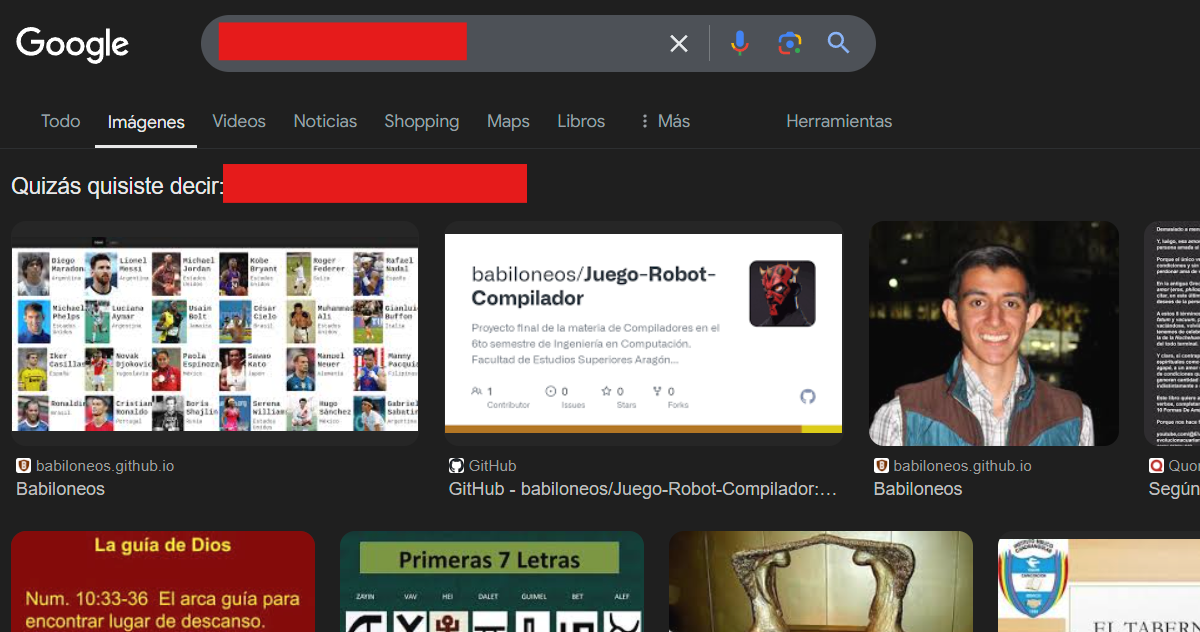 Google
Todo
Imágenes
Videos
Noticias
Shopping
Maps
Libros
Más
Herramientas
Quizás quisiste decir:
Diego
Maradona
Argentina
Lionel
Messi
Argentina
Michael
Jordan
Estados
Unidos
Kobe
Bryant
Estados
Unidos
Roger
Federer
Suiza
Rafael
Nadal
España
Michael
Phelps
Estados
Unidos
Luciana
Aymar
Argentina
Usain
Bolt
Jamaica
César
Cielo
Brasil
Muhammad
Ali
Estados
Unidos
Gianluigi
Buffon
Italia
Iker
Casillas
España
Novak
Djokovic
Paola
Espinoza
México
Sawao
Kato
Japon
Manuel
Neuer
Alemania
Manny
Pacquiao
Filipinas
Ronaldinho
Brasil
Cristiano
Ronaldo
Portugal
Boris
Shajlin
Serena
Williams
Estados
Unidos
Hugo
Sánchez
México
Gabriela
Sabatini
Argentina
babiloneos.github.io
Babiloneos
babiloneos/Juego-Robot-
Compilador
Proyecto final de la materia de Compiladores en el
6to semestre de Ingeniería en Computación.
Facultad de Estudios Superiores Aragón...
1
Contributor
0
Issues
0
Stars
0
Forks
GitHub
GitHub - babiloneos/Juego-Robot-Compilador:…
babiloneos.github.io
Babiloneos
Quor
Según
La guía de Dios
Num. 10:33-36 El arca guía para
encontrar lugar de descanso.
Primeras 7 Letras
ZAYIN
VAV
HEI
DALET
GUIMEL
BET
ALEF
EL TABERN